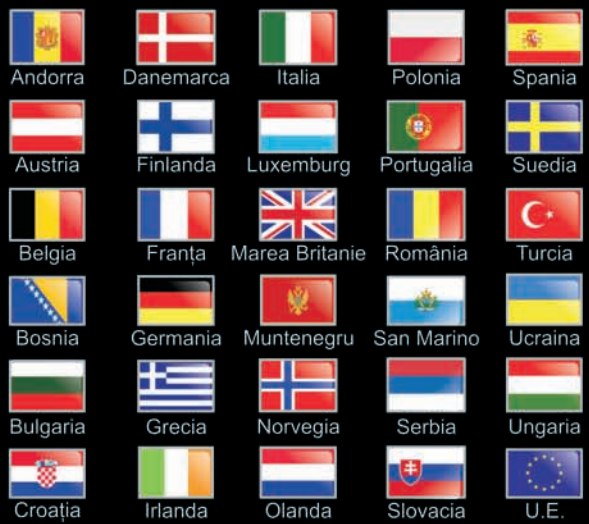 Andorra Danemarca Italia Polonia Spania
Austria Finlanda Luxemburg Portugalia Suedia
Belgia Franța Marea Britanie România Turcia
Bosnia Germania Muntenegru San Marino Ucraina
Bulgaria Grecia Norvegia Serbia Ungaria
Croația Irlanda Olanda Slovacia U.E.